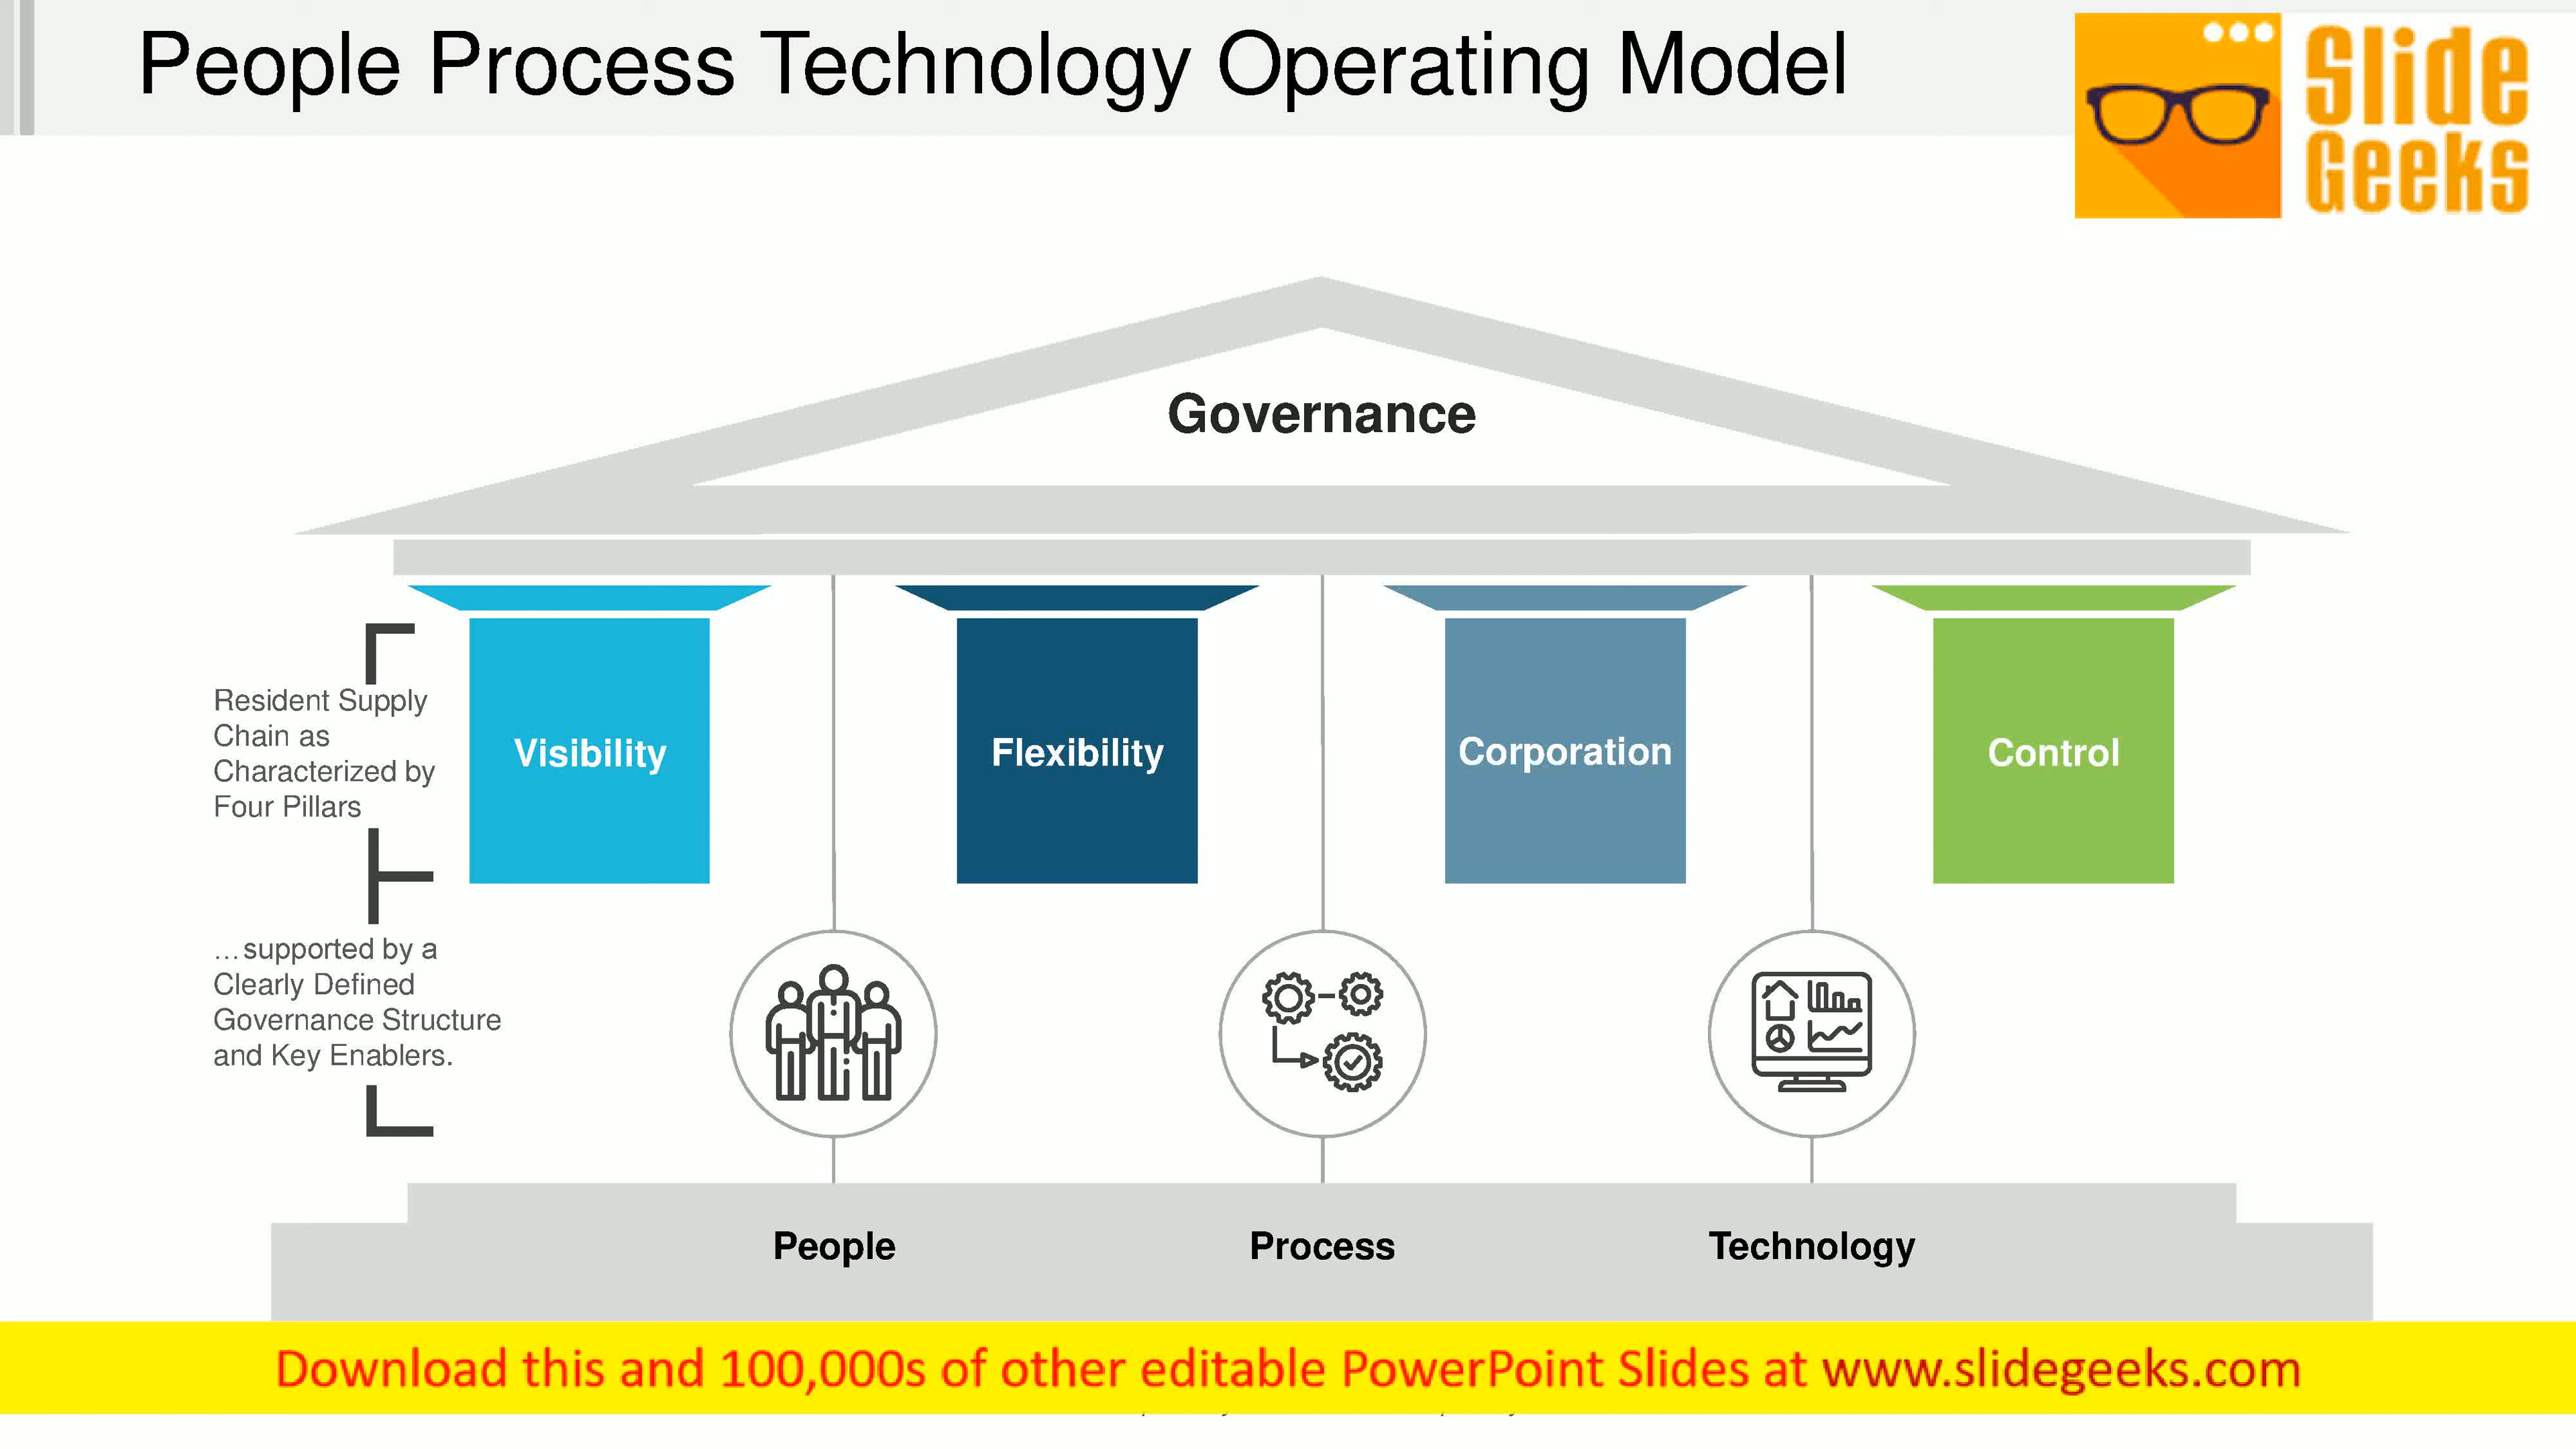 People Process Technology Operating Model
Slide
Geeks
Governance
Resident Supply
Chain as
Characterized by
Four Pillars
Visibility
Flexibility
Corporation
Control
...supported by a
Clearly Defined
Governance Structure
and Key Enablers.
People
Process
Technology
Download this and 100,000s of other editable PowerPoint Slides at www.slidegeeks.com